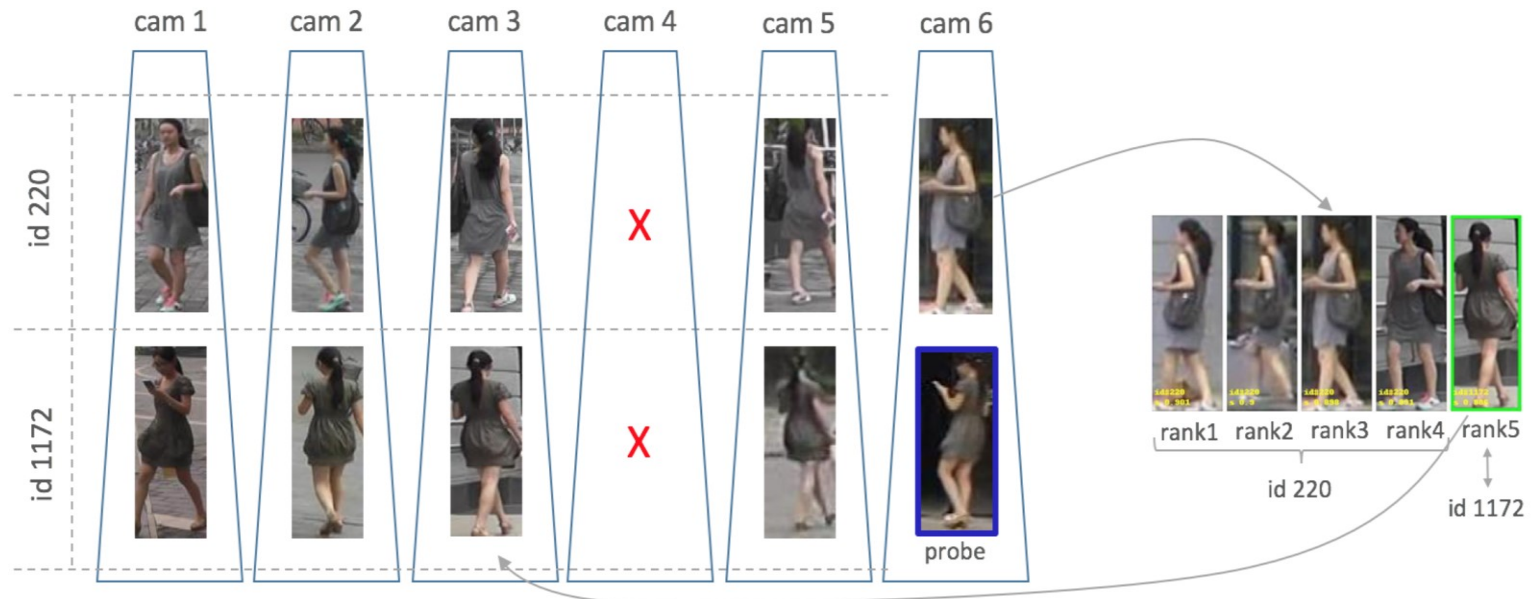 cam 1
cam 2
cam 3
cam 4
cam 5
cam 6
id 220
X
id 1172
X
probe
rank1
rank2
rank3
rank4
rank5
id 220
id 1172